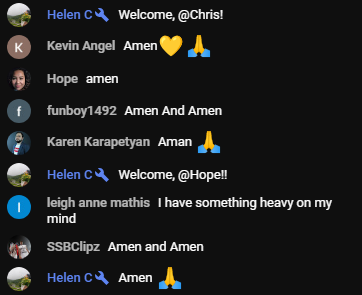 Helen C Welcome, @Chris!
K Kevin Angel Amen💛🙏
Hope amen
f funboy1492 Amen And Amen
Karen Karapetyan Aman 🙏
Helen C Welcome, @Hope!!
l leigh anne mathis I have something heavy on my
mind
SSBClipz Amen and Amen
Helen C Amen 🙏